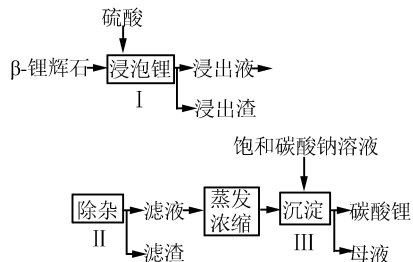 硫酸
β-锂辉石 浸泡锂 浸出液
Ⅰ 浸出渣
饱和碳酸钠溶液
除杂 滤液 蒸发浓缩 沉淀 碳酸锂
Ⅱ 滤渣 Ⅲ 母液